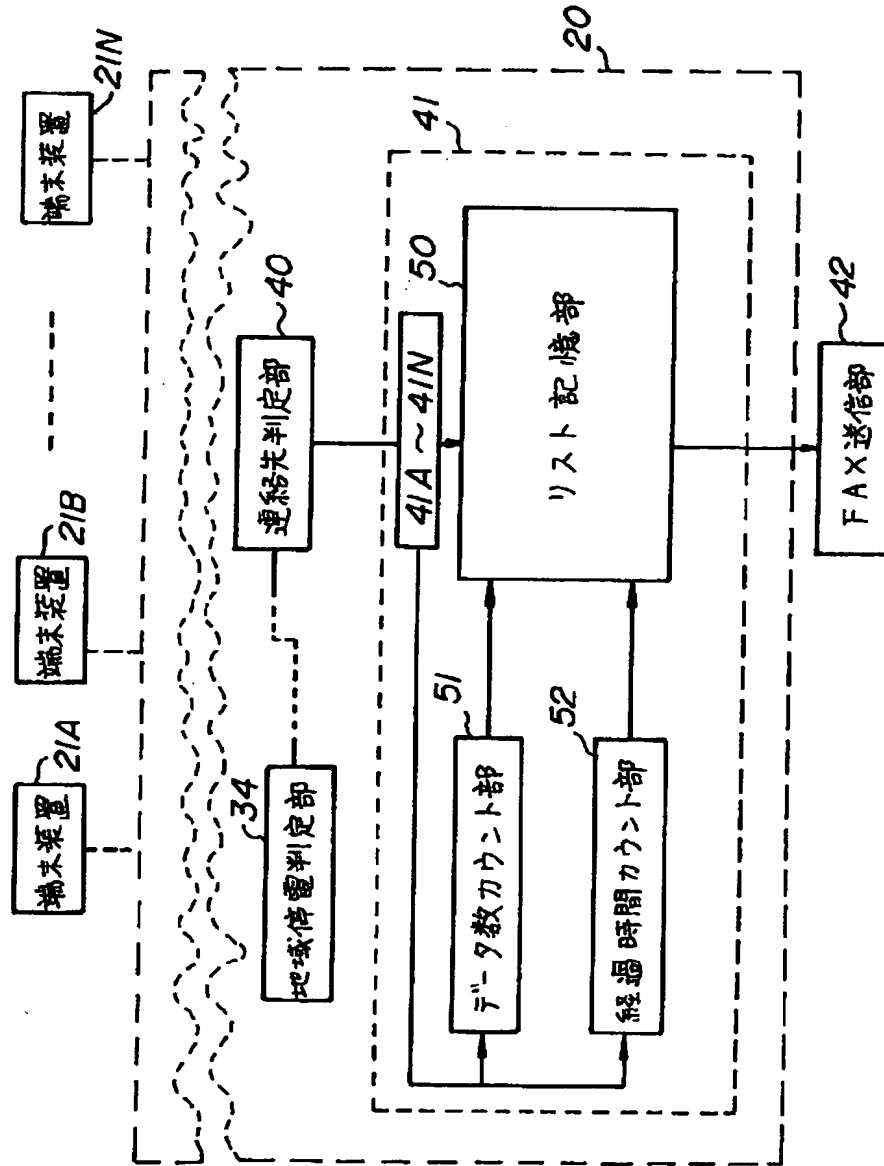 端末装置
21A
端末装置
21B
端末装置
21N
地域停電判定部
34
連絡先判定部
40
20
41
41A～41N
50
リスト記憶部
データ数カウント部
51
経過時間カウント部
52
FAX送信部
42